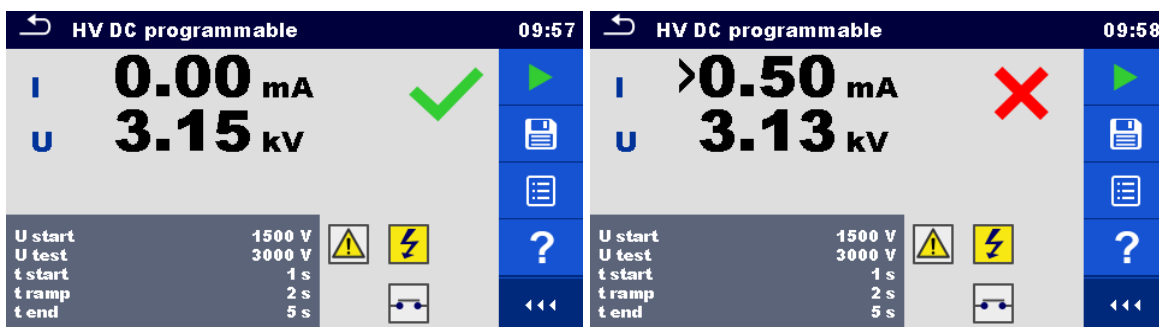 HV DC programmable 09:57
I 0.00 mA
U 3.15 kV
U start 1500 V
U test 3000 V
t start 1 s
t ramp 2 s
t end 5 s
?
HV DC programmable 09:58
I >0.50 mA
U 3.13 kV
U start 1500 V
U test 3000 V
t start 1 s
t ramp 2 s
t end 5 s
?